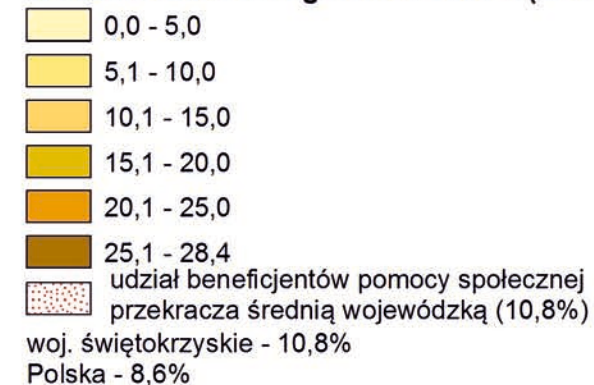 0,0 - 5,0
5,1 - 10,0
10,1 - 15,0
15,1 - 20,0
20,1 - 25,0
25,1 - 28,4
udział beneficjentów pomocy społecznej
przekracza średnią wojewódzką (10,8%)
woj. świętokrzyskie - 10,8%
Polska - 8,6%